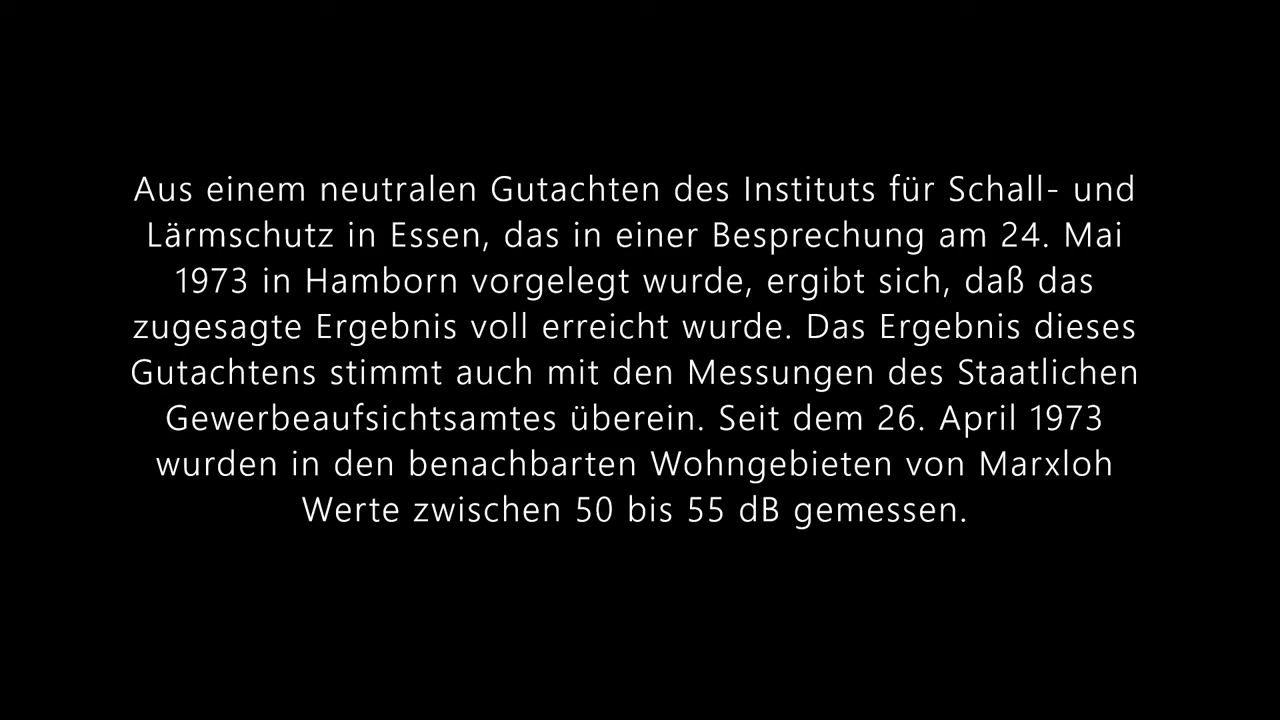 Aus einem neutralen Gutachten des Instituts für Schall- und
Lärmschutz in Essen, das in einer Besprechung am 24. Mai
1973 in Hamborn vorgelegt wurde, ergibt sich, daß das
zugesagte Ergebnis voll erreicht wurde. Das Ergebnis dieses
Gutachtens stimmt auch mit den Messungen des Staatlichen
Gewerbeaufsichtsamtes überein. Seit dem 26. April 1973
wurden in den benachbarten Wohngebieten von Marxloh
Werte zwischen 50 bis 55 dB gemessen.